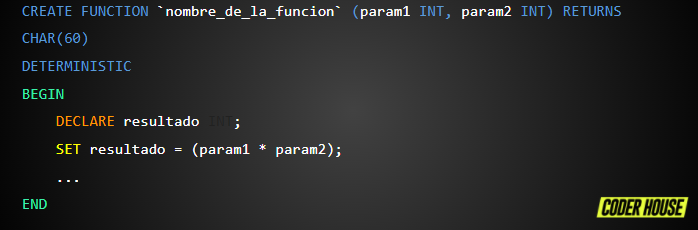 CREATE FUNCTION `nombre_de_la_funcion` (param1 INT, param2 INT) RETURNS
CHAR(60)
DETERMINISTIC
BEGIN
DECLARE resultado INT;
SET resultado = (param1 * param2);
...
END
CODER HOUSE